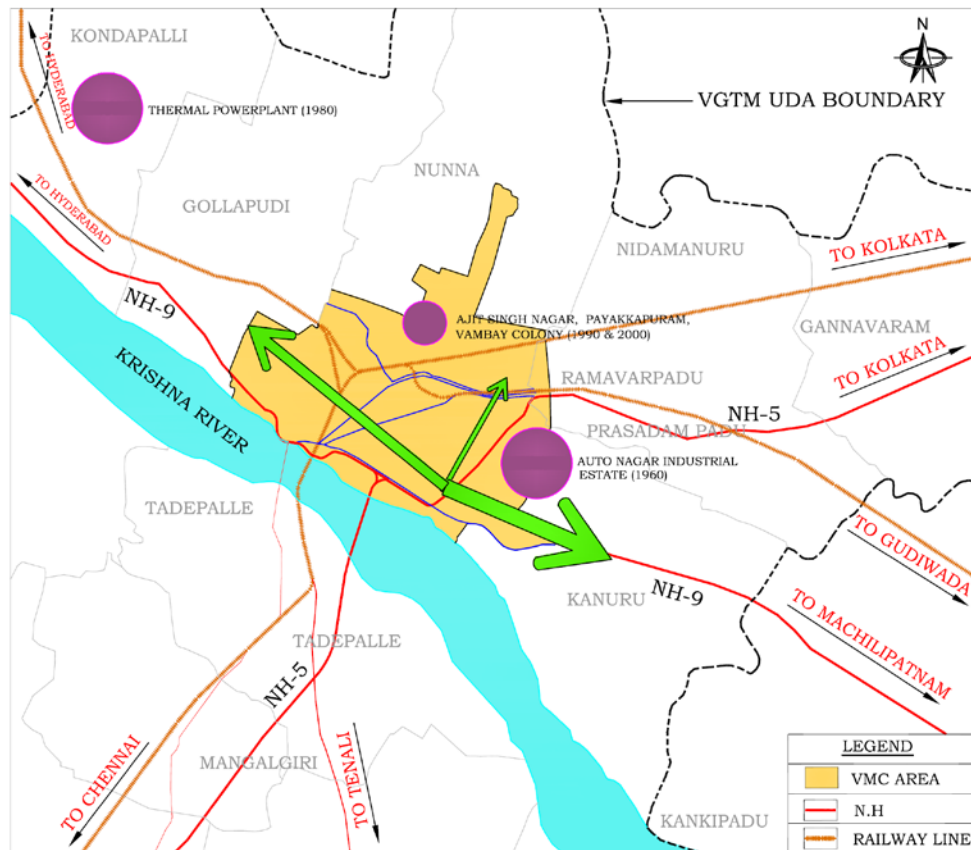 KONDAPALLI
N
TO HYDERABAD
THERMAL POWERPLANT (1980)
VGTM UDA BOUNDARY
NUNNA
TO HYDERABAD
GOLLAPUDI
NIDAMANURU
TO KOLKATA
NH-9
AJIT SINGH NAGAR, PAYAKKAPURAM,
VAMBAY COLONY (1990 & 2000)
GANNAVARAM
KRISHNA RIVER
RAMAVARPADU
TO KOLKATA
NH-5
PRASADAM PADU
AUTO NAGAR INDUSTRIAL
ESTATE (1960)
TADEPALLE
TO GUDIWADA
KANURU
NH-9
TO MACHILIPATNAM
TADEPALLE
NH-5
MANGALGIRI
TO CHENNAI
TO TENALI
KANKIPADU
LEGEND
VMC AREA
N.H
RAILWAY LINE